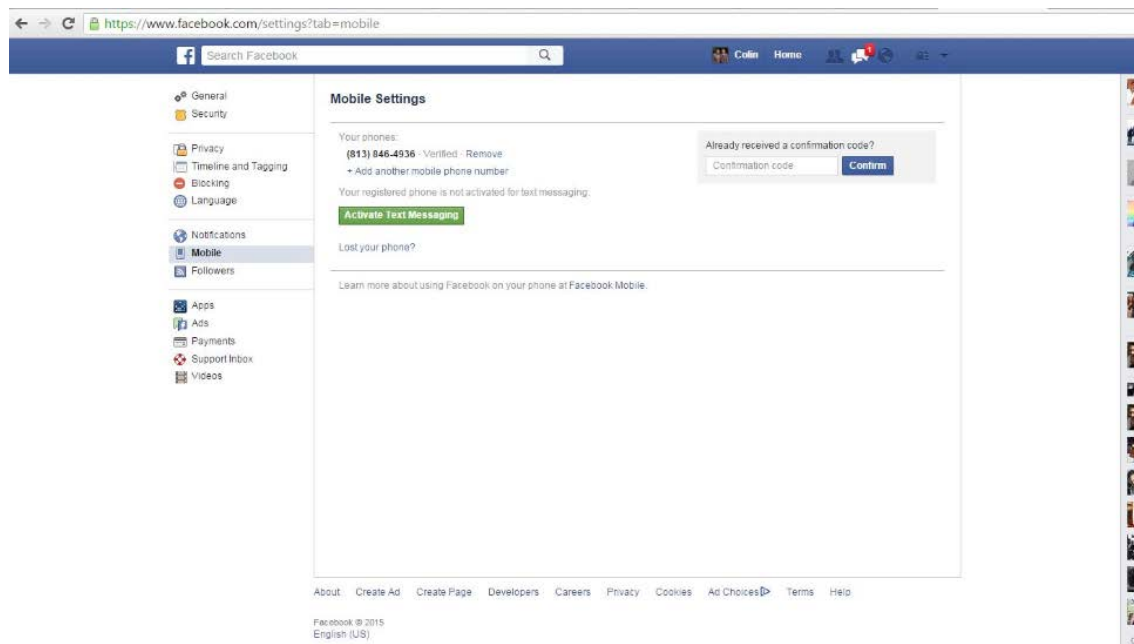 https://www.facebook.com/settings?tab=mobile
f Search Facebook Colin Home 1
General
Security
Privacy
Timeline and Tagging
Blocking
Language
Notifications
Mobile
Followers
Apps
Ads
Payments
Support Inbox
Videos
Mobile Settings
Your phones:
(813) 846-4936 · Verified · Remove
+ Add another mobile phone number
Your registered phone is not activated for text messaging.
Activate Text Messaging
Lost your phone?
Already received a confirmation code?
Confirmation code Confirm
Learn more about using Facebook on your phone at Facebook Mobile.
About Create Ad Create Page Developers Careers Privacy Cookies Ad Choices Terms Help
Facebook © 2015
English (US)